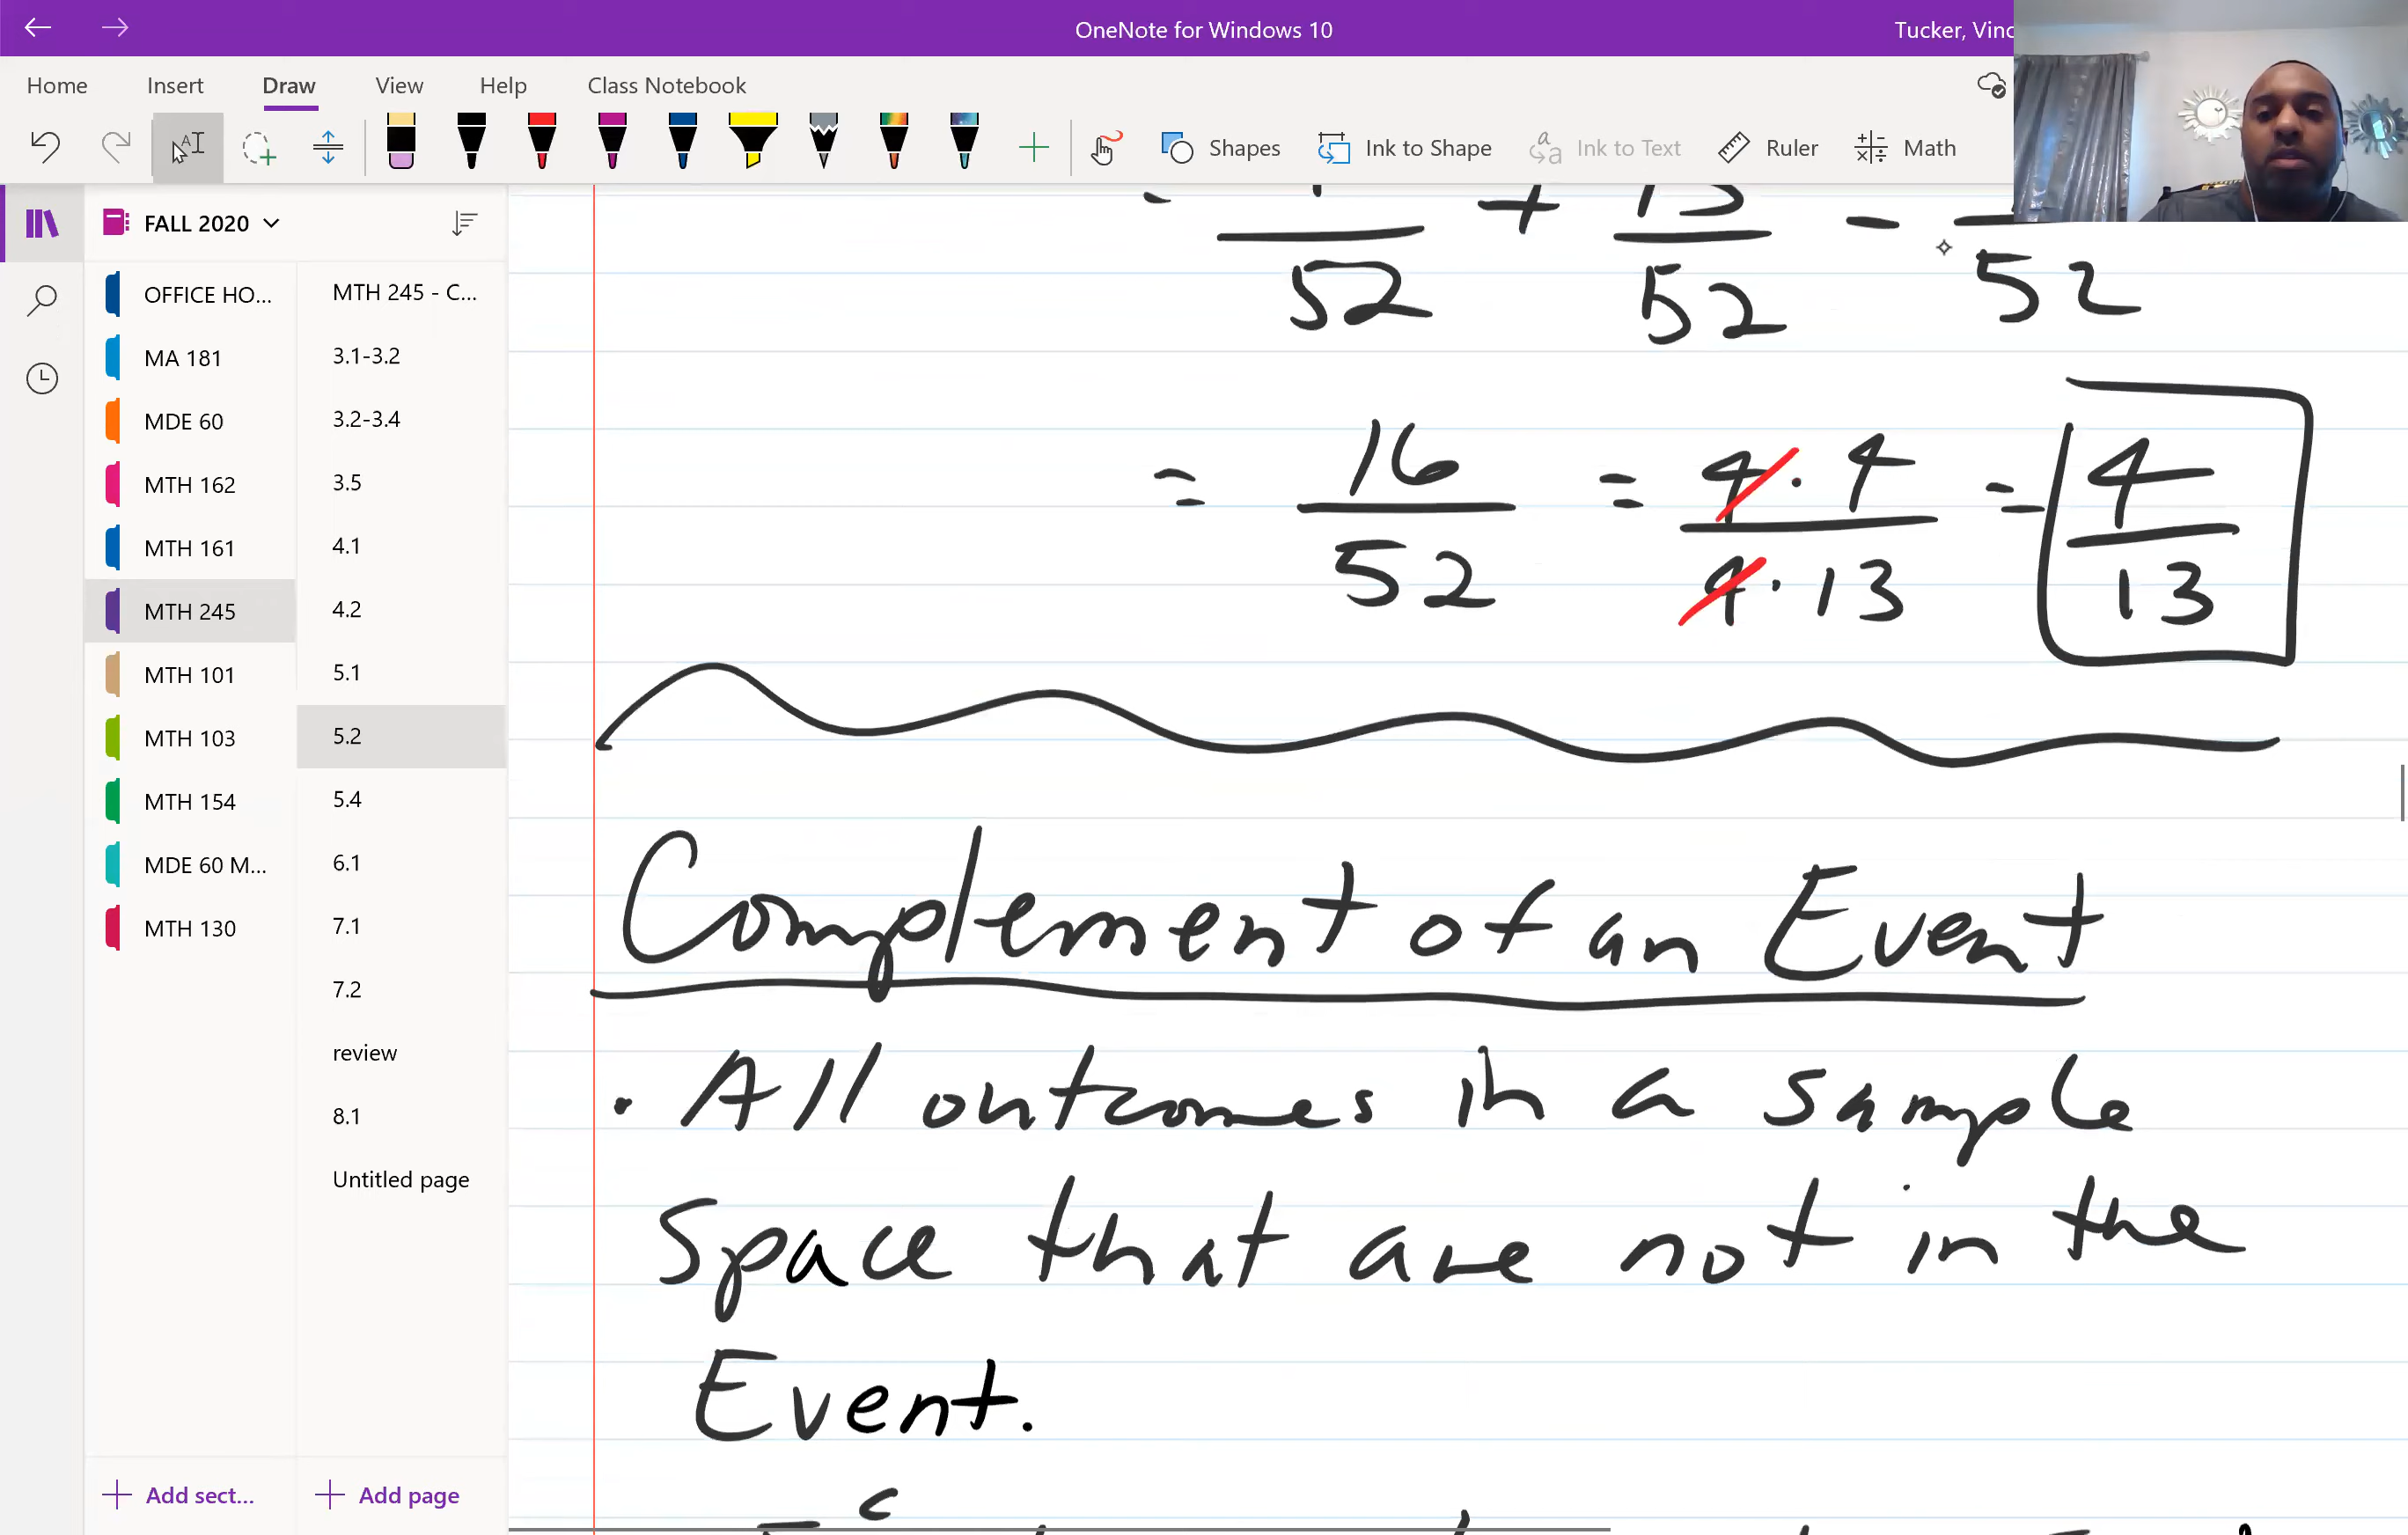 OneNote for Windows 10
Tucker, Vinc
Home Insert Draw View Help Class Notebook
Shapes Ink to Shape Ink to Text Ruler Math
FALL 2020
OFFICE HO...
MA 181
MDE 60
MTH 162
MTH 161
MTH 245
MTH 101
MTH 103
MTH 154
MDE 60 M...
MTH 130
Add sect...
MTH 245 - C...
3.1-3.2
3.2-3.4
3.5
4.1
4.2
5.1
5.2
5.4
6.1
7.1
7.2
review
8.1
Untitled page
Add page
+ 13 -
52 52 52
= 16/52 = 4·4/4·13 = 4/13
Complement of an Event
· All outcomes in a sample
Space that are not in the
Event.
c